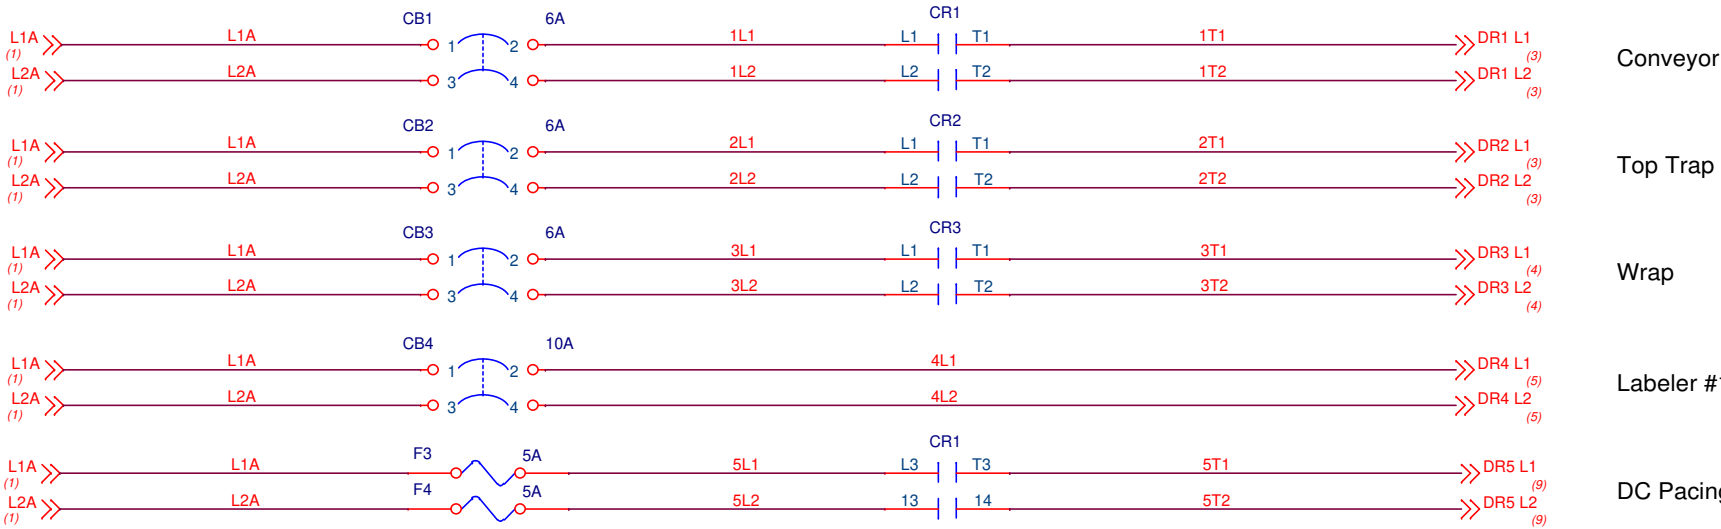 CB1 6A CR1
L1A L1A 1 2 1L1 L1 T1 1T1 DR1 L1
(1) (3)
L2A L2A 3 4 1L2 L2 T2 1T2 DR1 L2
(1) (3)
Conveyor
CB2 6A CR2
L1A L1A 1 2 2L1 L1 T1 2T1 DR2 L1
(1) (3)
L2A L2A 3 4 2L2 L2 T2 2T2 DR2 L2
(1) (3)
Top Trap
CB3 6A CR3
L1A L1A 1 2 3L1 L1 T1 3T1 DR3 L1
(1) (4)
L2A L2A 3 4 3L2 L2 T2 3T2 DR3 L2
(1) (4)
Wrap
CB4 10A
L1A L1A 1 2 4L1 DR4 L1
(1) (5)
L2A L2A 3 4 4L2 DR4 L2
(1) (5)
Labeler #
F3 5A CR1
L1A L1A 5L1 L3 T3 5T1 DR5 L1
(1) (9)
F4 5A
L2A L2A 5L2 13 14 5T2 DR5 L2
(1) (9)
DC Pacing